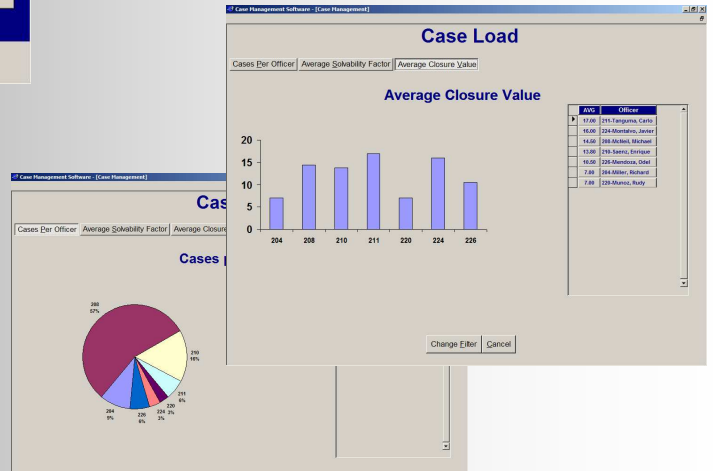 Case Management Software - [Case Management]
Case Load
Cases Per Officer Average Solvability Factor Average Closure Value
Average Closure Value
AVG Officer
17.00 211-Tanguma, Carlo
16.00 224-Montalvo, Javier
14.50 208-McNeil, Michael
13.80 210-Saenz, Enrique
10.50 226-Mendoza, Odel
7.00 204-Miller, Richard
7.00 220-Munoz, Rudy
20
15
10
5
0
204 208 210 211 220 224 226
Change Filter Cancel
Case Management Software - [Case Management]
Cas
Cases Per Officer Average Solvability Factor Average Closure
Cases
208
57%
210
16%
211
6%
220
3%
224
3%
226
6%
204
9%